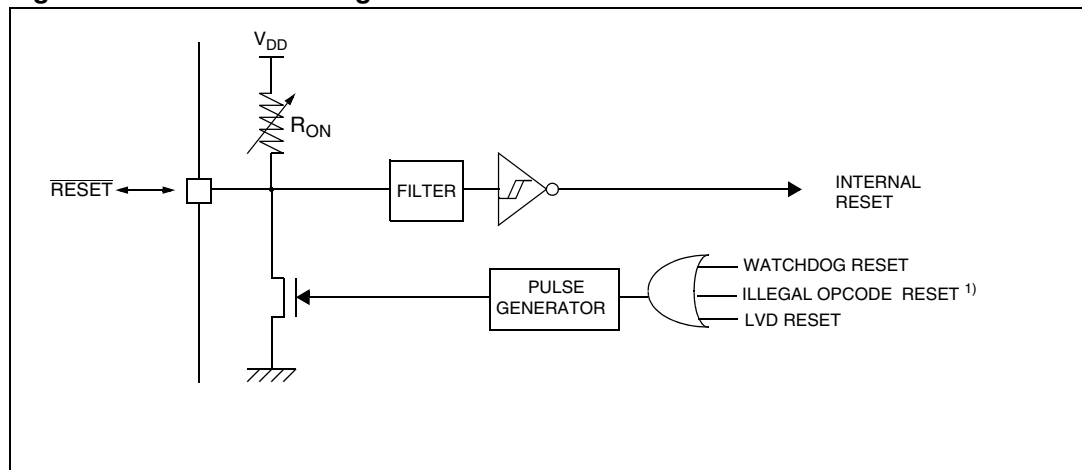 VDD
RON
RESET
FILTER
INTERNAL
RESET
PULSE
GENERATOR
WATCHDOG RESET
ILLEGAL OPCODE RESET 1)
LVD RESET